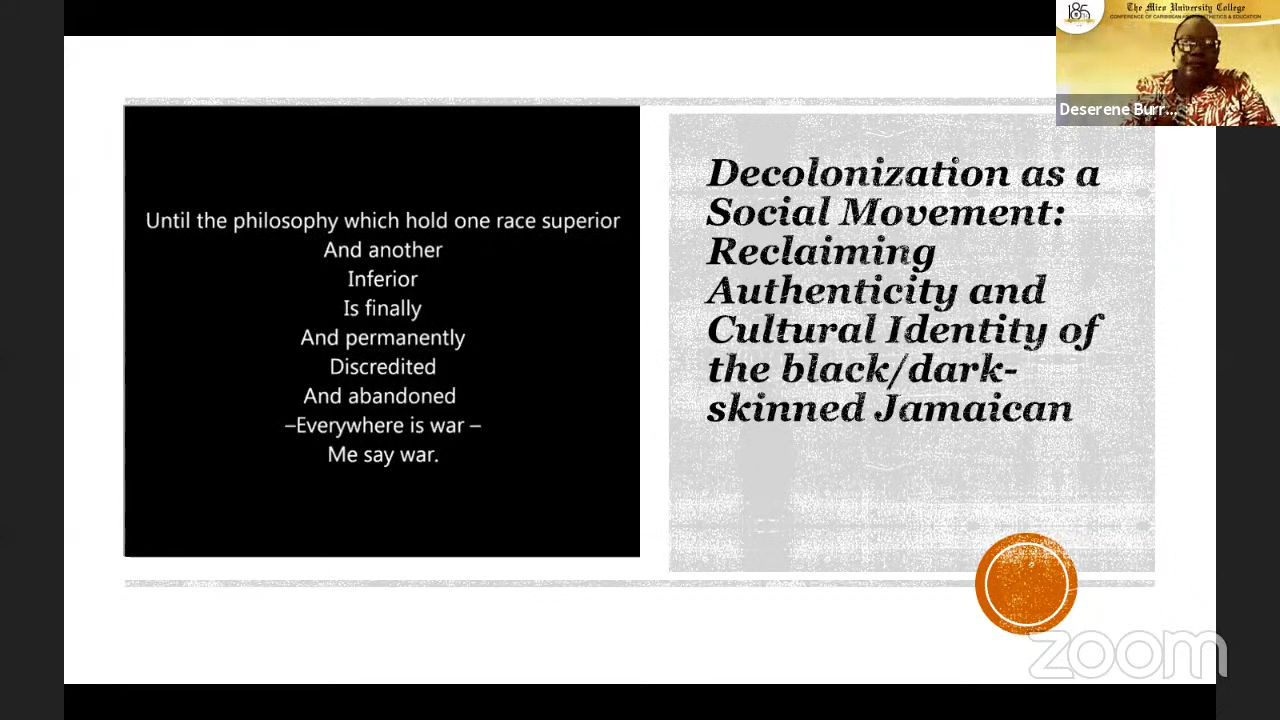 Until the philosophy which hold one race superior
And another
Inferior
Is finally
And permanently
Discredited
And abandoned
–Everywhere is war –
Me say war.
Decolonization as a
Social Movement:
Reclaiming
Authenticity and
Cultural Identity of
the black/dark-
skinned Jamaican
185
The Mico University College
CONFERENCE OF CARIBBEAN
& EDUCATION
Deserene Burr...
zoom